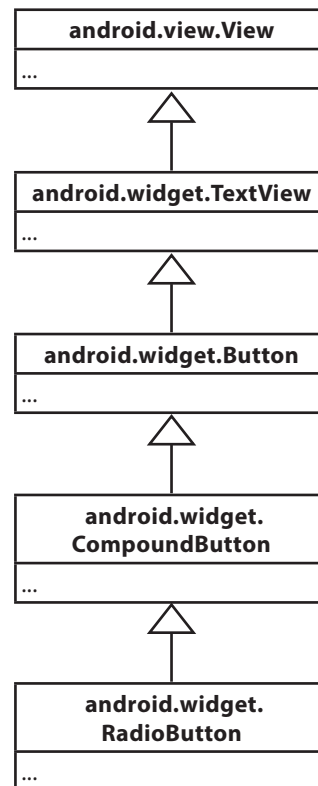 android.view.View
...
android.widget.TextView
...
android.widget.Button
...
android.widget.
CompoundButton
...
android.widget.
RadioButton
...